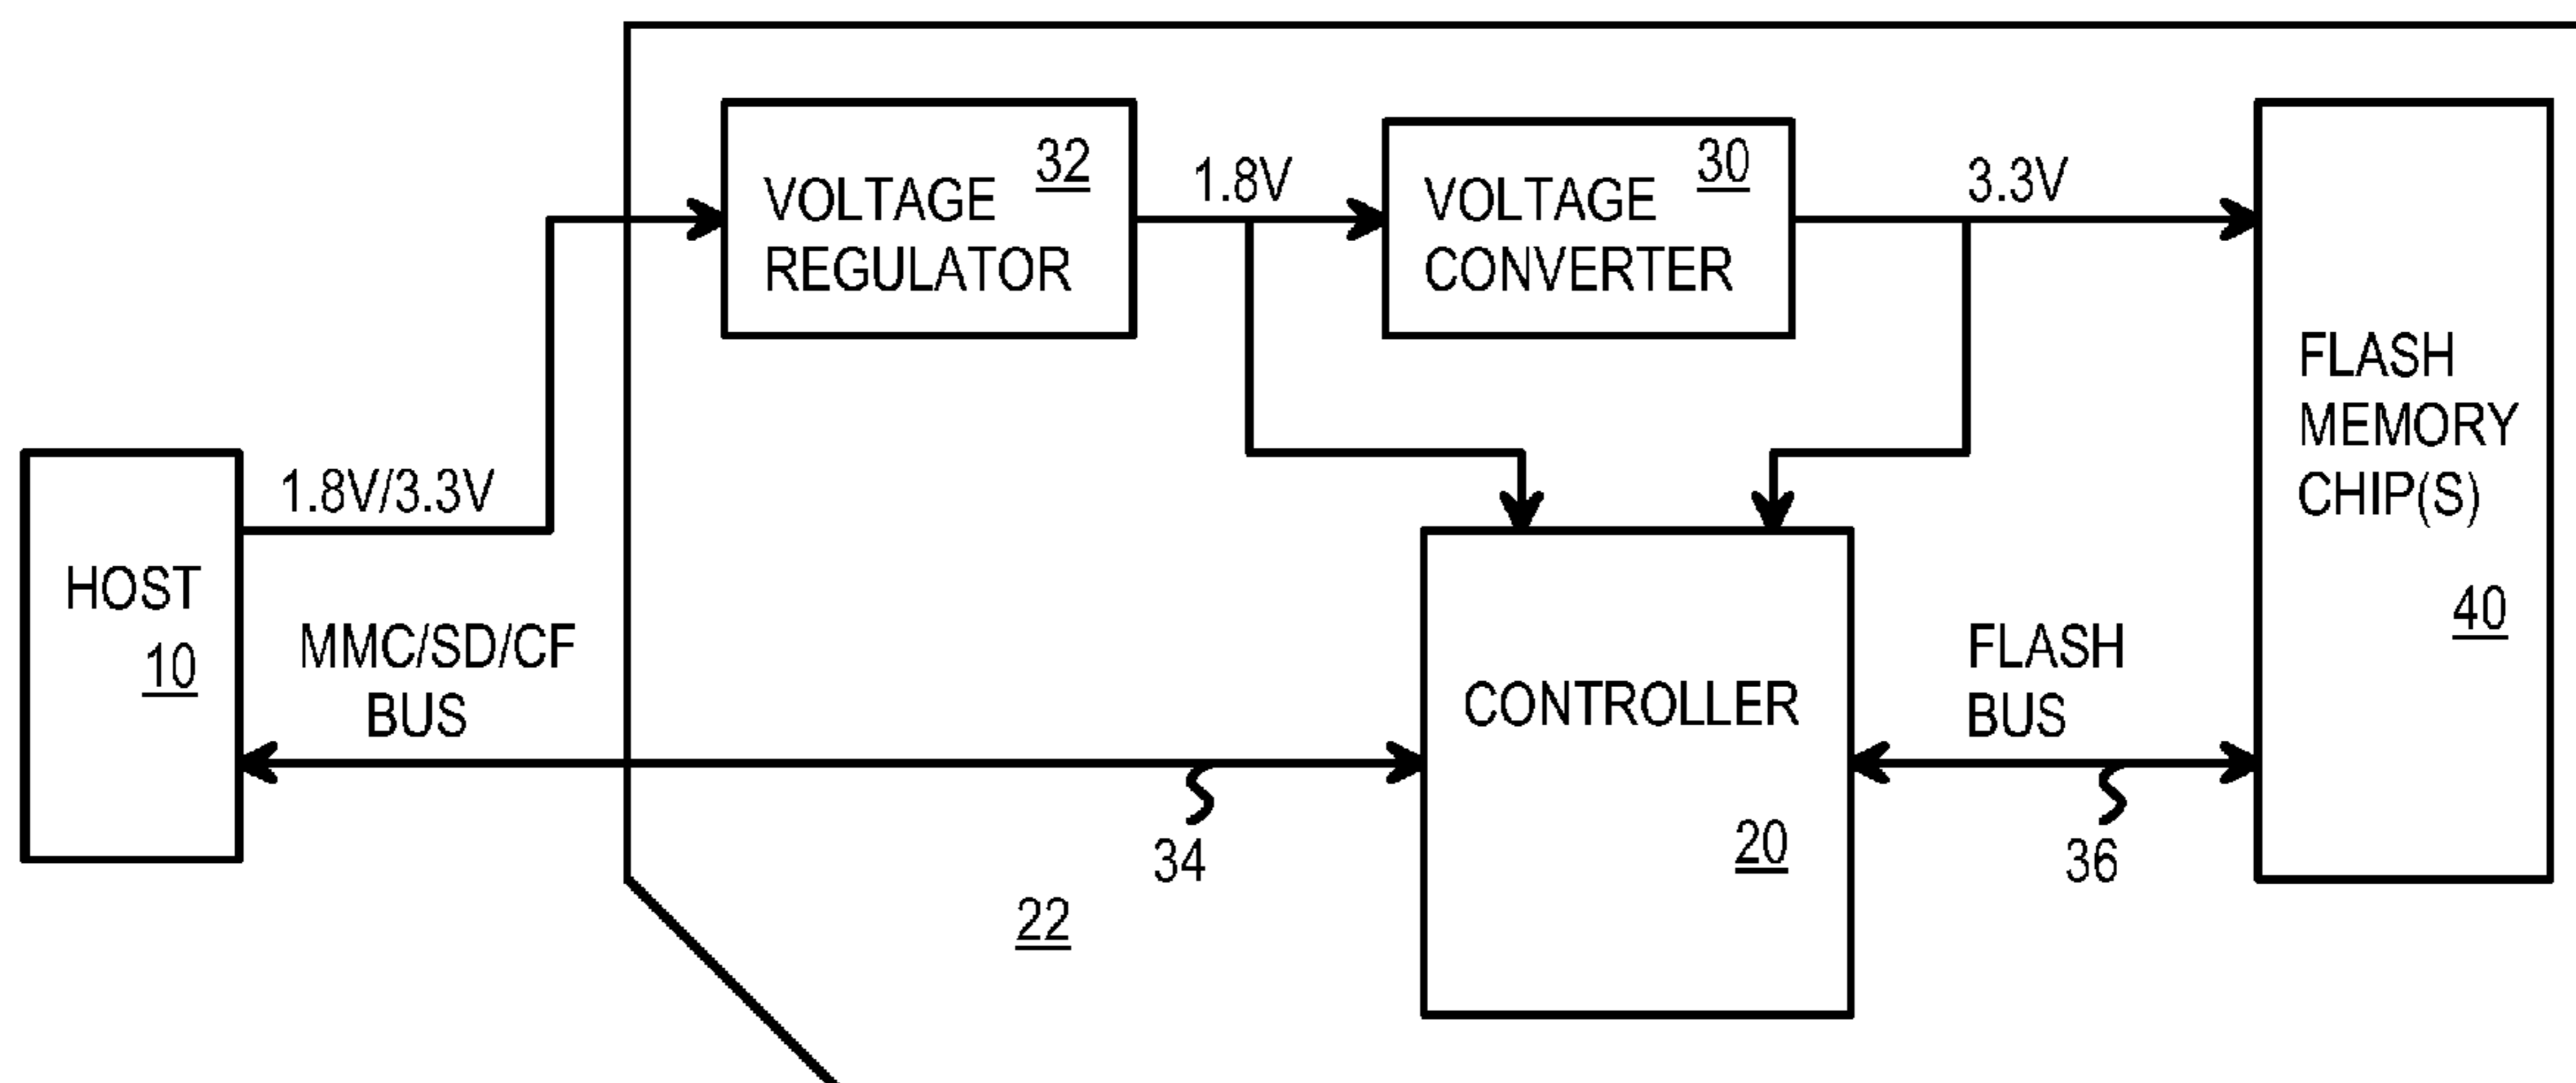 32
VOLTAGE
REGULATOR
1.8V
30
VOLTAGE
CONVERTER
3.3V
FLASH
MEMORY
CHIP(S)
40
1.8V/3.3V
HOST
10
MMC/SD/CF
BUS
CONTROLLER
20
FLASH
BUS
34
36
22